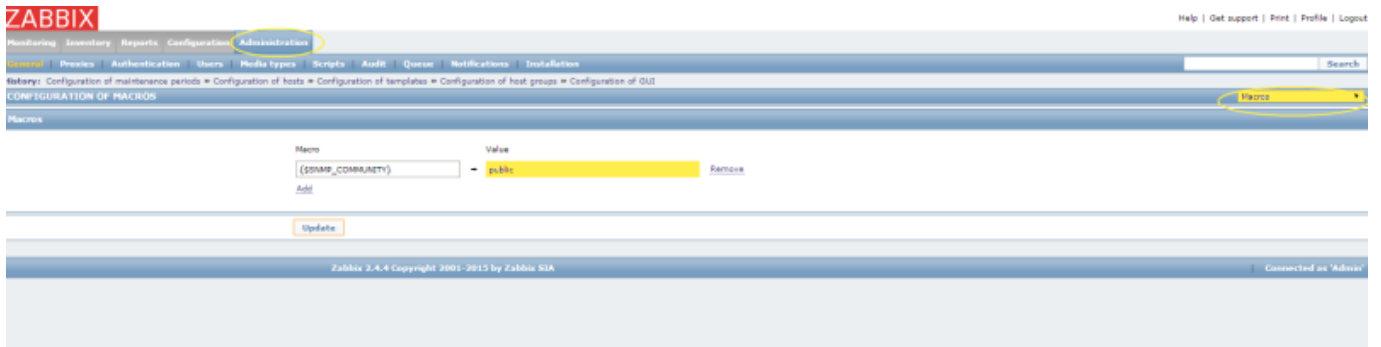 ZABBIX
Help | Get support | Print | Profile | Logout
Monitoring Inventory Reports Configuration Administration
General | Proxies | Authentication | Users | Media types | Scripts | Audit | Queue | Notifications | Installation
Search
History: Configuration of maintenance periods » Configuration of hosts » Configuration of templates » Configuration of host groups » Configuration of GUI
CONFIGURATION OF MACROS
Macros
Macros
Macro Value
{$SNMP_COMMUNITY} ⇒ public Remove
Add
Update
Zabbix 2.4.4 Copyright 2001-2015 by Zabbix SIA
Connected as 'Admin'